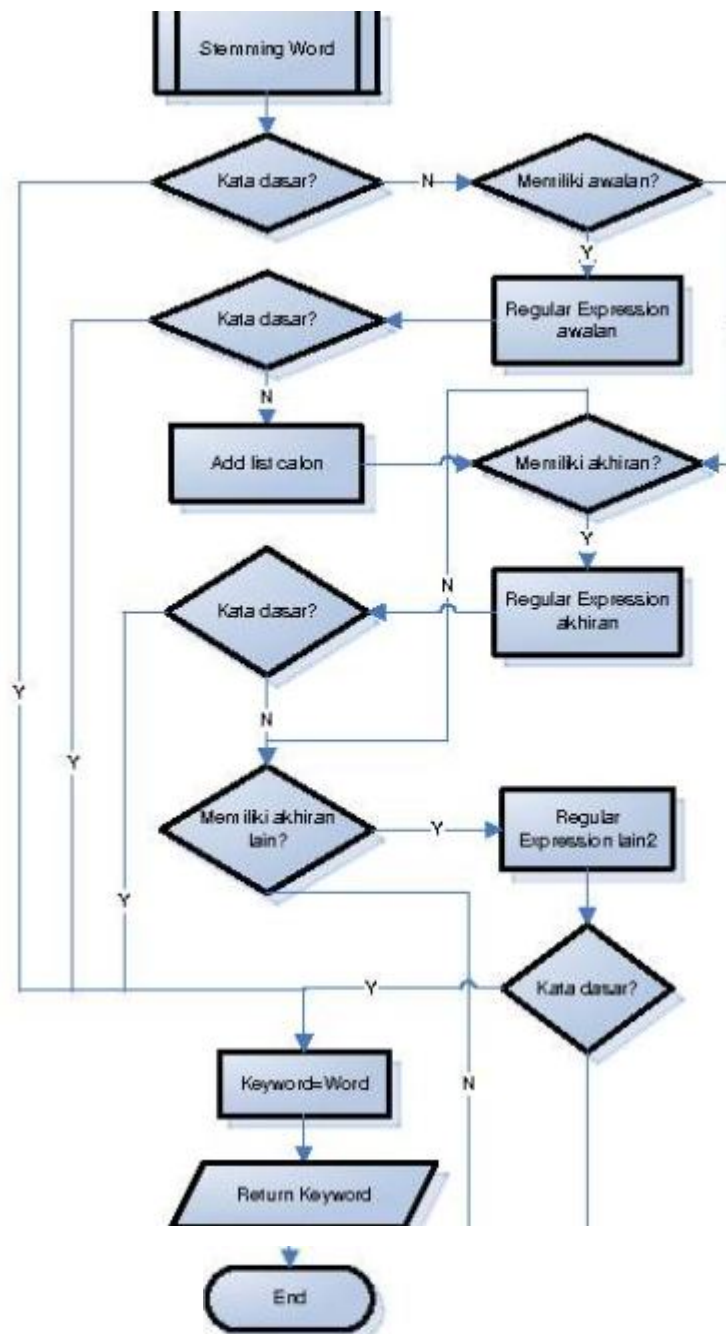 Stemming Word
Kata dasar?
N
Memiliki awalan?
Y
Kata dasar?
Regular Expression
awalan
N
Add list calon
Memiliki akhiran?
Y
N
Kata dasar?
Regular Expression
akhiran
Y
N
Y
Memiliki akhiran
lain?
Y
Regular
Expression lain2
Y
Y
Kata dasar?
Keyword=Word
N
Return Keyword
End